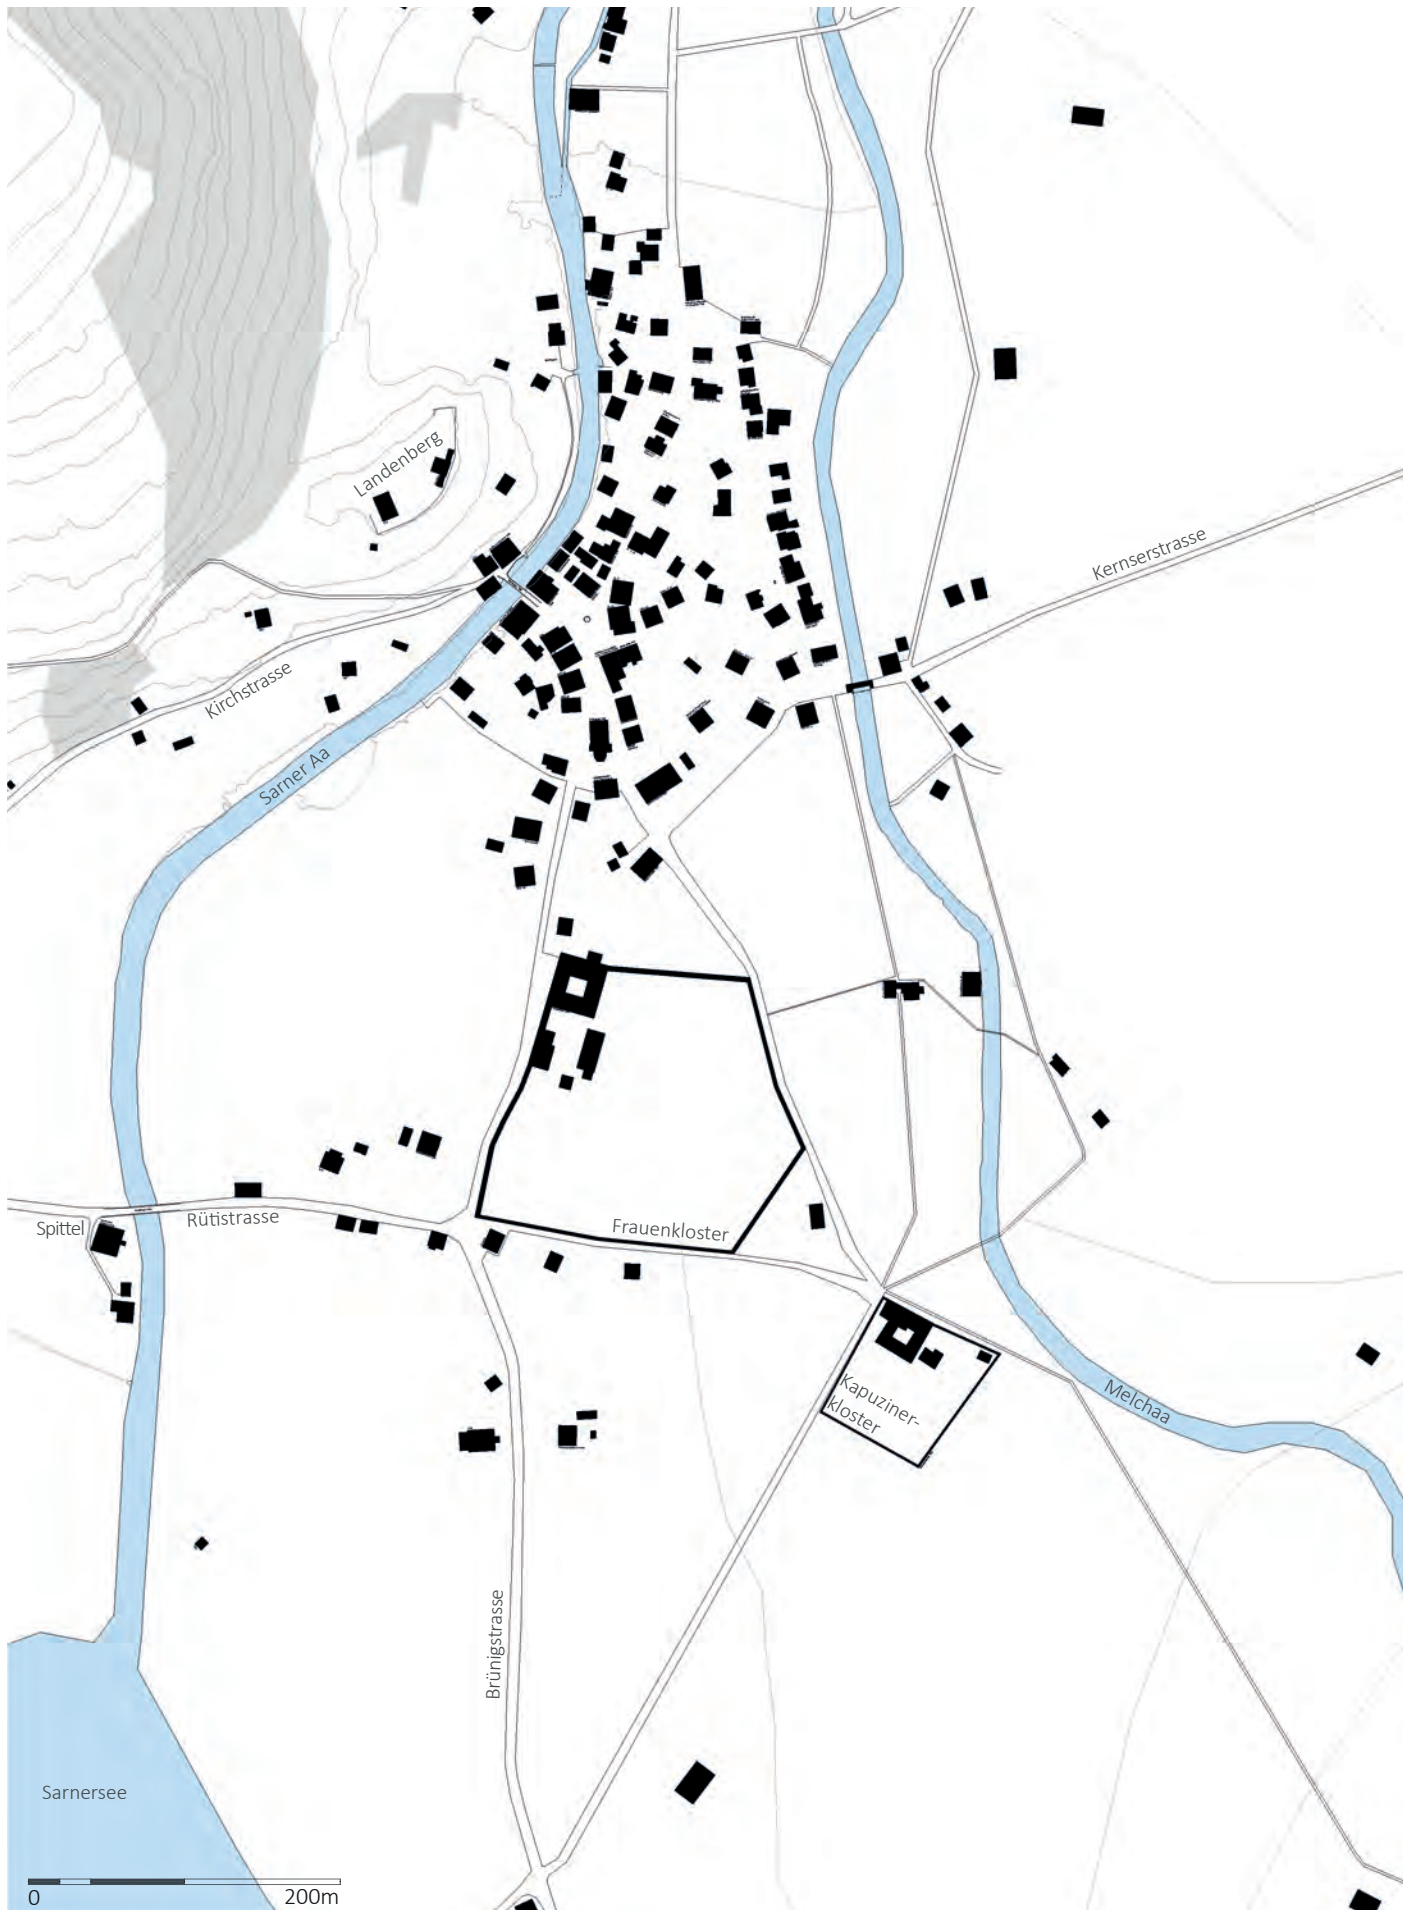 Landenberg
Kernserstrasse
Kirchstrasse
Sarner Aa
Spittel
Rütistrasse
Frauenkloster
Kapuziner-
kloster
Melchaa
Brünigstrasse
Sarnersee
0 200m